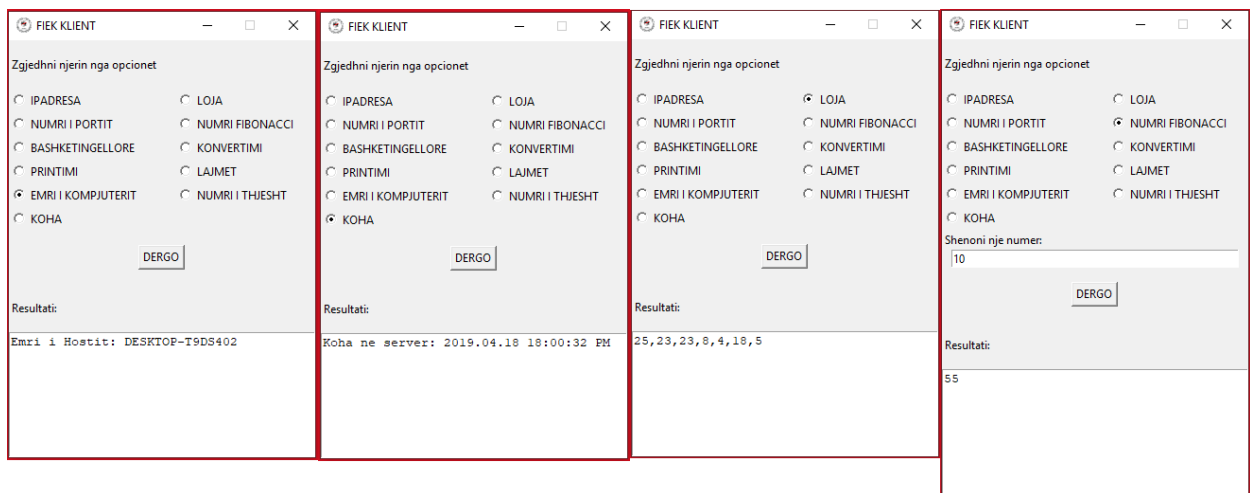 FIEK KLIENT
Zgjedhni njerin nga opcionet
IPADRESA LOJA
NUMRI I PORTIT NUMRI FIBONACCI
BASHKETINGELLORE KONVERTIMI
PRINTIMI LAJMET
EMRI I KOMPJUTERIT NUMRI I THJESHT
KOHA
DERGO
Resultati:
Emri i Hostit: DESKTOP-T9DS402
FIEK KLIENT
Zgjedhni njerin nga opcionet
IPADRESA LOJA
NUMRI I PORTIT NUMRI FIBONACCI
BASHKETINGELLORE KONVERTIMI
PRINTIMI LAJMET
EMRI I KOMPJUTERIT NUMRI I THJESHT
KOHA
DERGO
Resultati:
Koha ne server: 2019.04.18 18:00:32 PM
FIEK KLIENT
Zgjedhni njerin nga opcionet
IPADRESA LOJA
NUMRI I PORTIT NUMRI FIBONACCI
BASHKETINGELLORE KONVERTIMI
PRINTIMI LAJMET
EMRI I KOMPJUTERIT NUMRI I THJESHT
KOHA
DERGO
Resultati:
25,23,23,8,4,18,5
FIEK KLIENT
Zgjedhni njerin nga opcionet
IPADRESA LOJA
NUMRI I PORTIT NUMRI FIBONACCI
BASHKETINGELLORE KONVERTIMI
PRINTIMI LAJMET
EMRI I KOMPJUTERIT NUMRI I THJESHT
KOHA
Shenoni nje numer:
10
DERGO
Resultati:
55